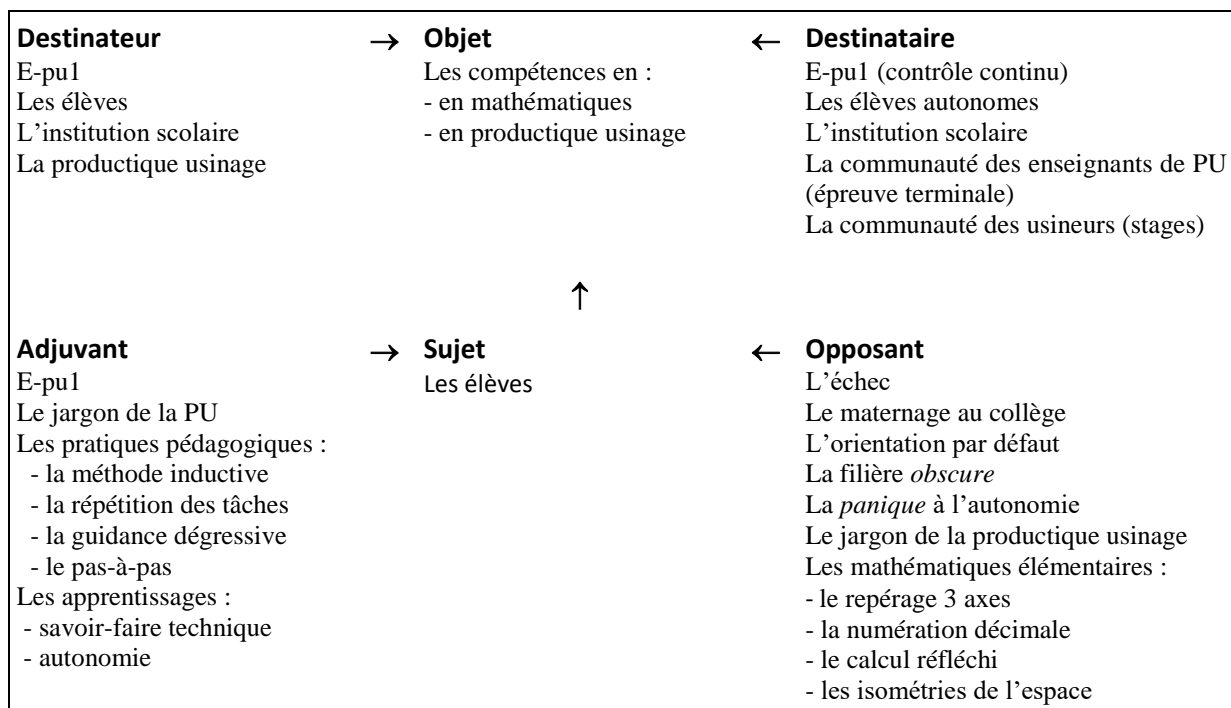 Destinateur → Objet ← Destinataire
E-pu1
Les élèves
L’institution scolaire
La productique usinage
Les compétences en :
- en mathématiques
- en productique usinage
E-pu1 (contrôle continu)
Les élèves autonomes
L’institution scolaire
La communauté des enseignants de PU
(épreuve terminale)
La communauté des usineurs (stages)
↑
Adjuvant → Sujet ← Opposant
E-pu1
Le jargon de la PU
Les pratiques pédagogiques :
- la méthode inductive
- la répétition des tâches
- la guidance dégressive
- le pas-à-pas
Les apprentissages :
- savoir-faire technique
- autonomie
Les élèves
L’échec
Le maternage au collège
L’orientation par défaut
La filière obscure
La panique à l’autonomie
Le jargon de la productique usinage
Les mathématiques élémentaires :
- le repérage 3 axes
- la numération décimale
- le calcul réfléchi
- les isométries de l’espace